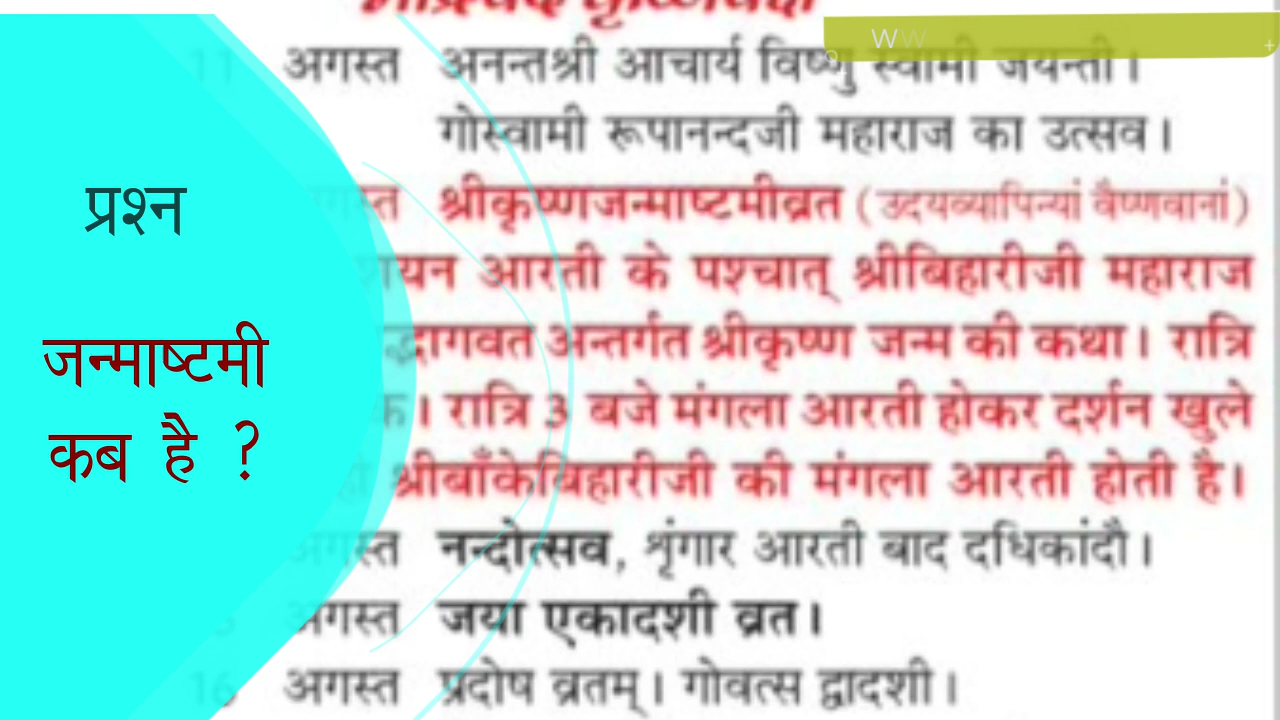 प्रश्न
जन्माष्टमी
कब है ?
WW
11 अगस्त अनन्तश्री आचार्य विष्णु स्वामी जयन्ती।
गोस्वामी रूपानन्दजी महाराज का उत्सव।
श्रीकृष्णजन्माष्टमीव्रत (उदयव्यापिन्यां वैष्णवानां)
आरती के पश्चात् श्रीबिहारीजी महाराज
अन्तर्गत श्रीकृष्ण जन्म की कथा। रात्रि
रात्रि 3 बजे मंगला आरती होकर दर्शन खुले
श्रीबाँकेबिहारीजी की मंगला आरती होती है।
अगस्त नन्दोत्सव, शृंगार आरती बाद दधिकांदौ।
अगस्त जया एकादशी व्रत।
16 अगस्त प्रदोष व्रतम्। गोवत्स द्वादशी।